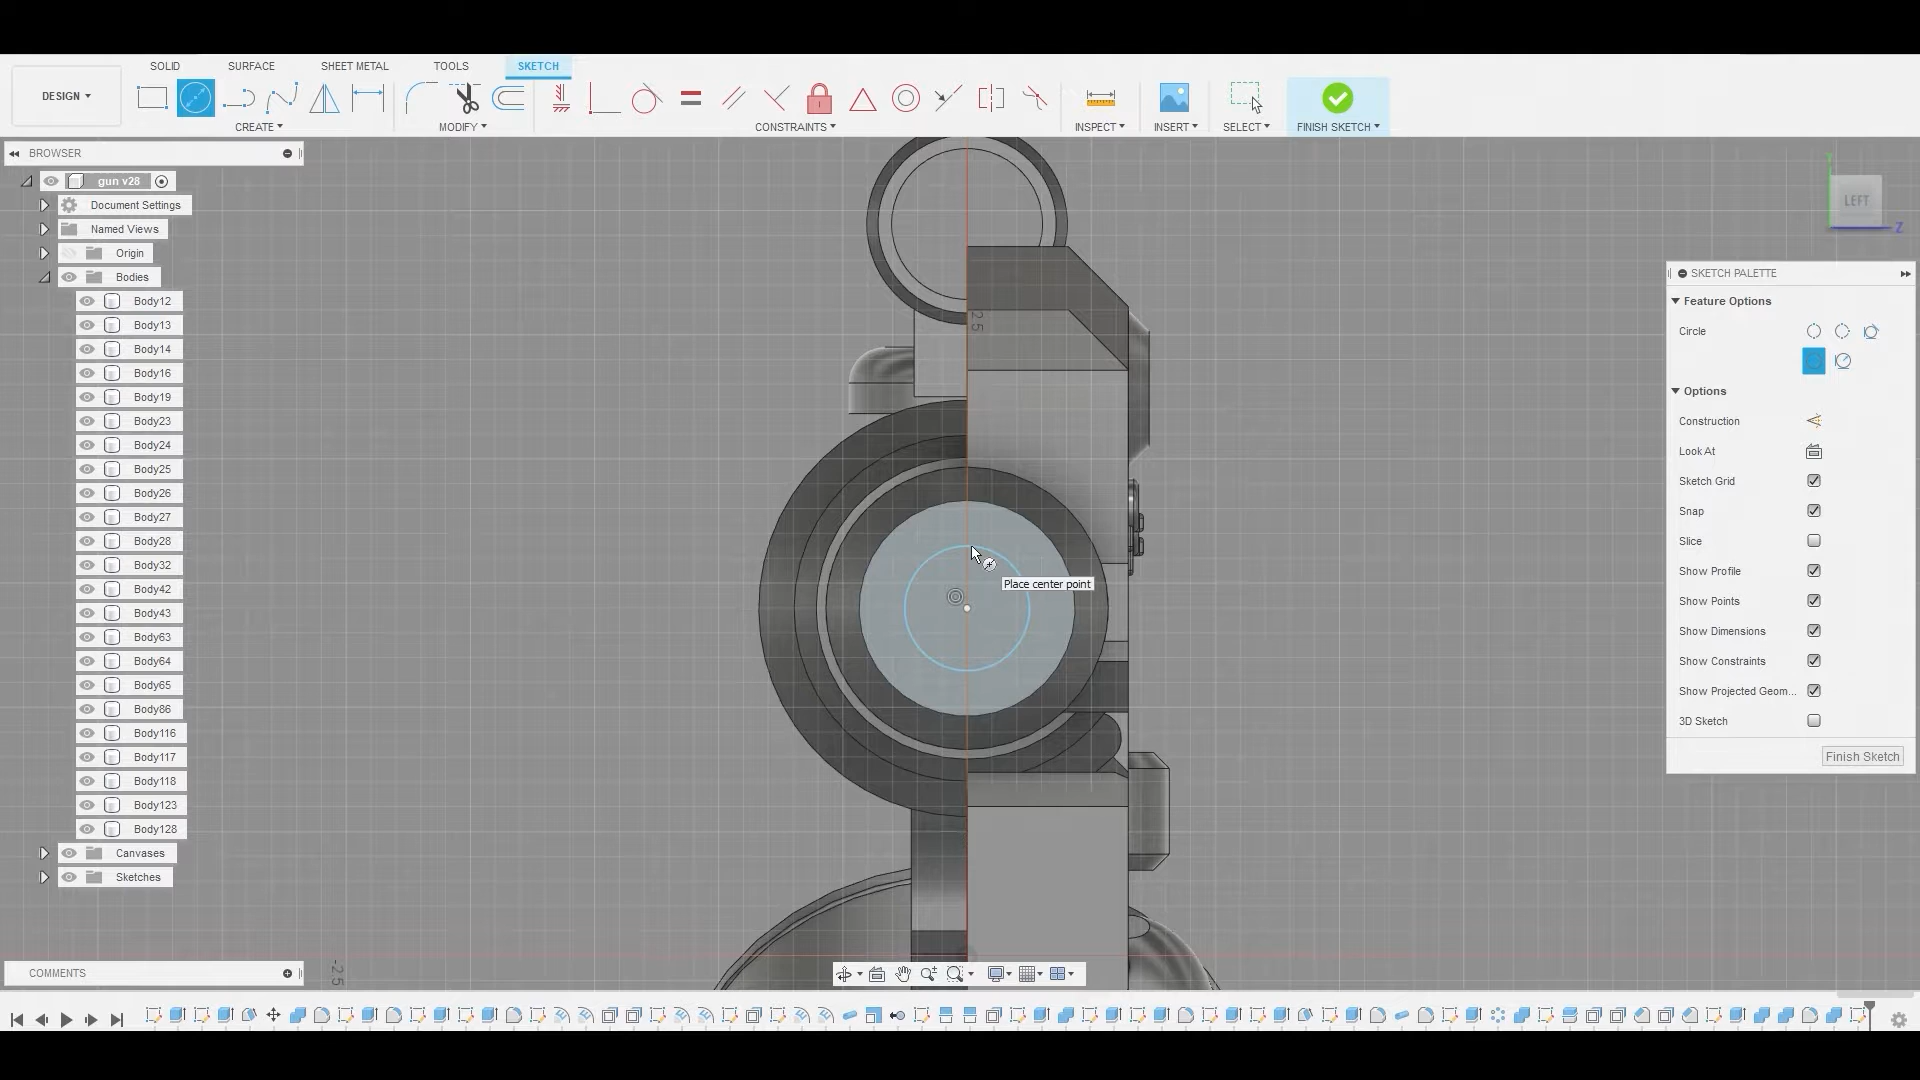 SOLID SURFACE SHEET METAL TOOLS SKETCH
DESIGN
CREATE MODIFY CONSTRAINTS INSPECT INSERT SELECT FINISH SKETCH
BROWSER
gun v28
Document Settings
Named Views
Origin
Bodies
Body12
Body13
Body14
Body16
Body19
Body23
Body24
Body25
Body26
Body27
Body28
Body32
Body42
Body43
Body63
Body64
Body65
Body86
Body116
Body117
Body118
Body123
Body128
Canvases
Sketches
COMMENTS
2.5
Place center point
-2.5
Y
LEFT
Z
SKETCH PALETTE
Feature Options
Circle
Options
Construction
Look At
Sketch Grid
Snap
Slice
Show Profile
Show Points
Show Dimensions
Show Constraints
Show Projected Geom...
3D Sketch
Finish Sketch